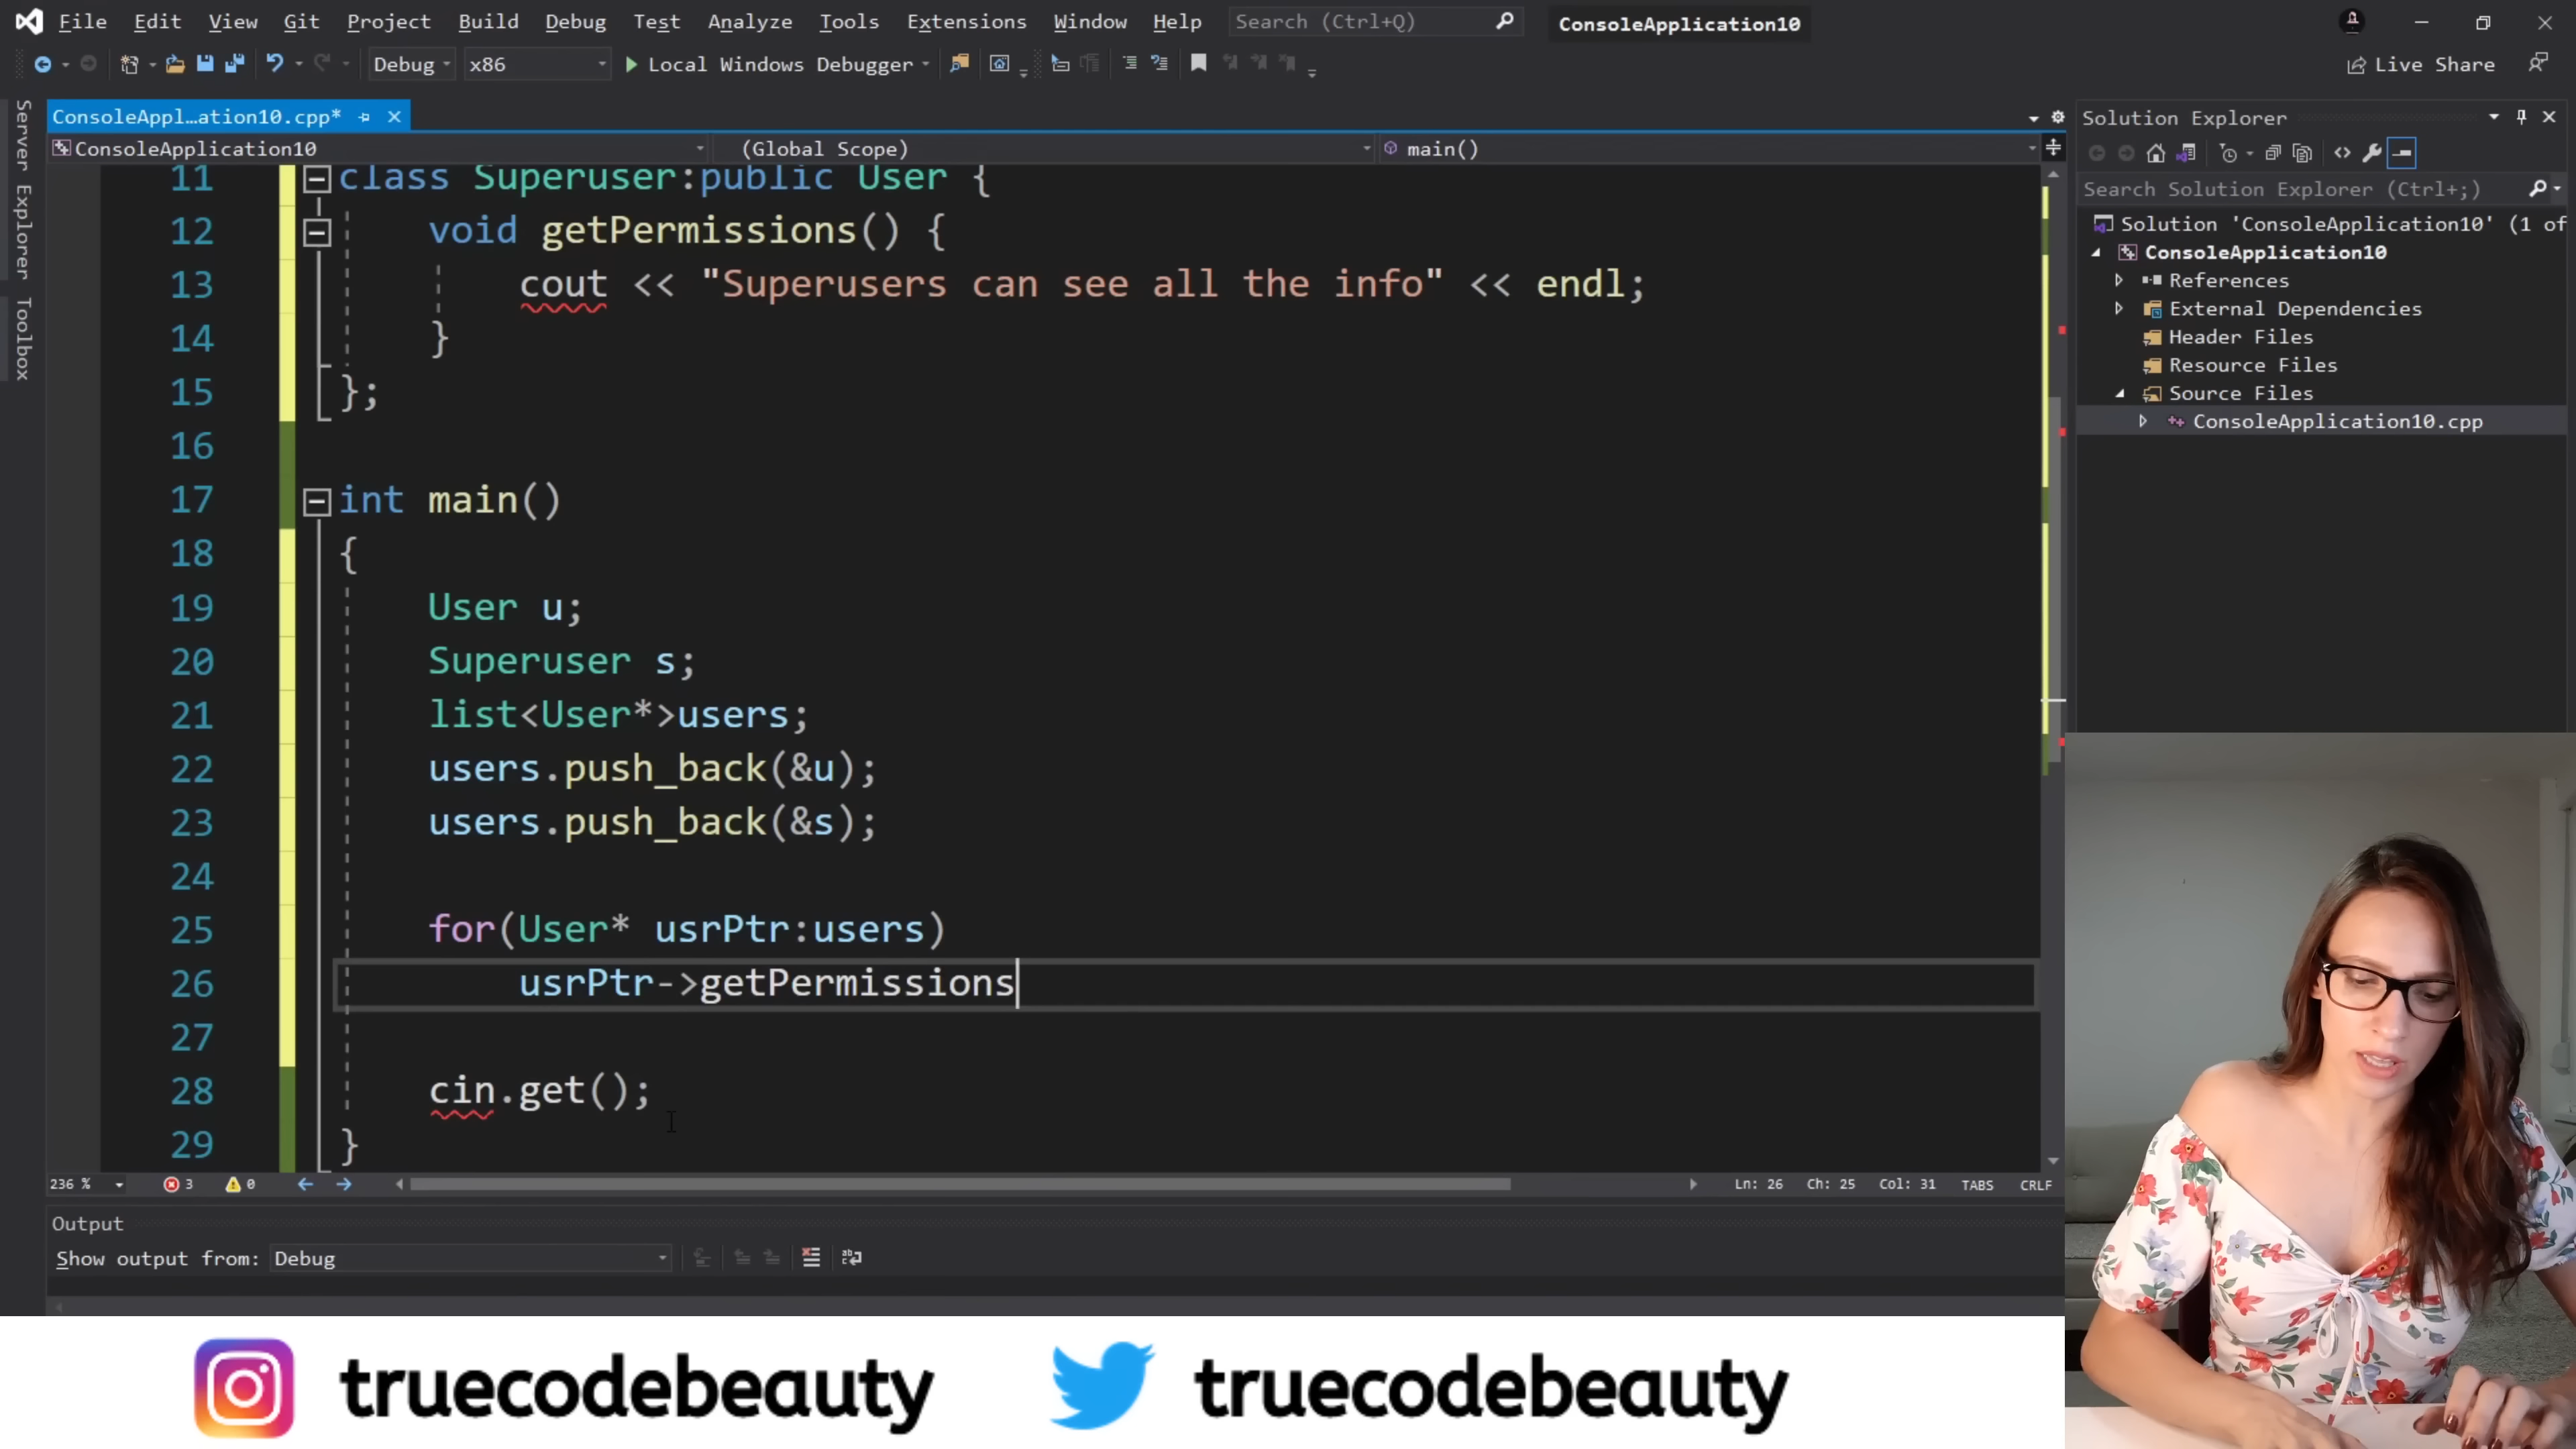 File Edit View Git Project Build Debug Test Analyze Tools Extensions Window Help Search (Ctrl+Q) ConsoleApplication10
Debug x86 Local Windows Debugger Live Share
Server Explorer
Toolbox
ConsoleAppl...ation10.cpp*
ConsoleApplication10 (Global Scope) main()
11 class Superuser:public User {
12 void getPermissions() {
13 cout << "Superusers can see all the info" << endl;
14 }
15 };
16
17 int main()
18 {
19 User u;
20 Superuser s;
21 list<User*>users;
22 users.push_back(&u);
23 users.push_back(&s);
24
25 for(User* usrPtr:users)
26 usrPtr->getPermissions
27
28 cin.get();
29 }
236 % 3 0 Ln: 26 Ch: 25 Col: 31 TABS CRLF
Output
Show output from: Debug
Solution Explorer
Search Solution Explorer (Ctrl+;)
Solution 'ConsoleApplication10' (1 of
ConsoleApplication10
References
External Dependencies
Header Files
Resource Files
Source Files
ConsoleApplication10.cpp
truecodebeauty truecodebeauty